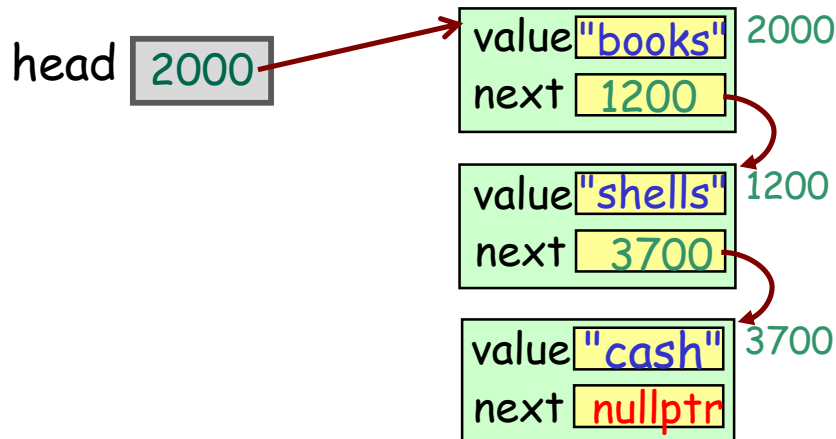 head 2000
value "books" 2000
next 1200
value "shells" 1200
next 3700
value "cash" 3700
next nullptr